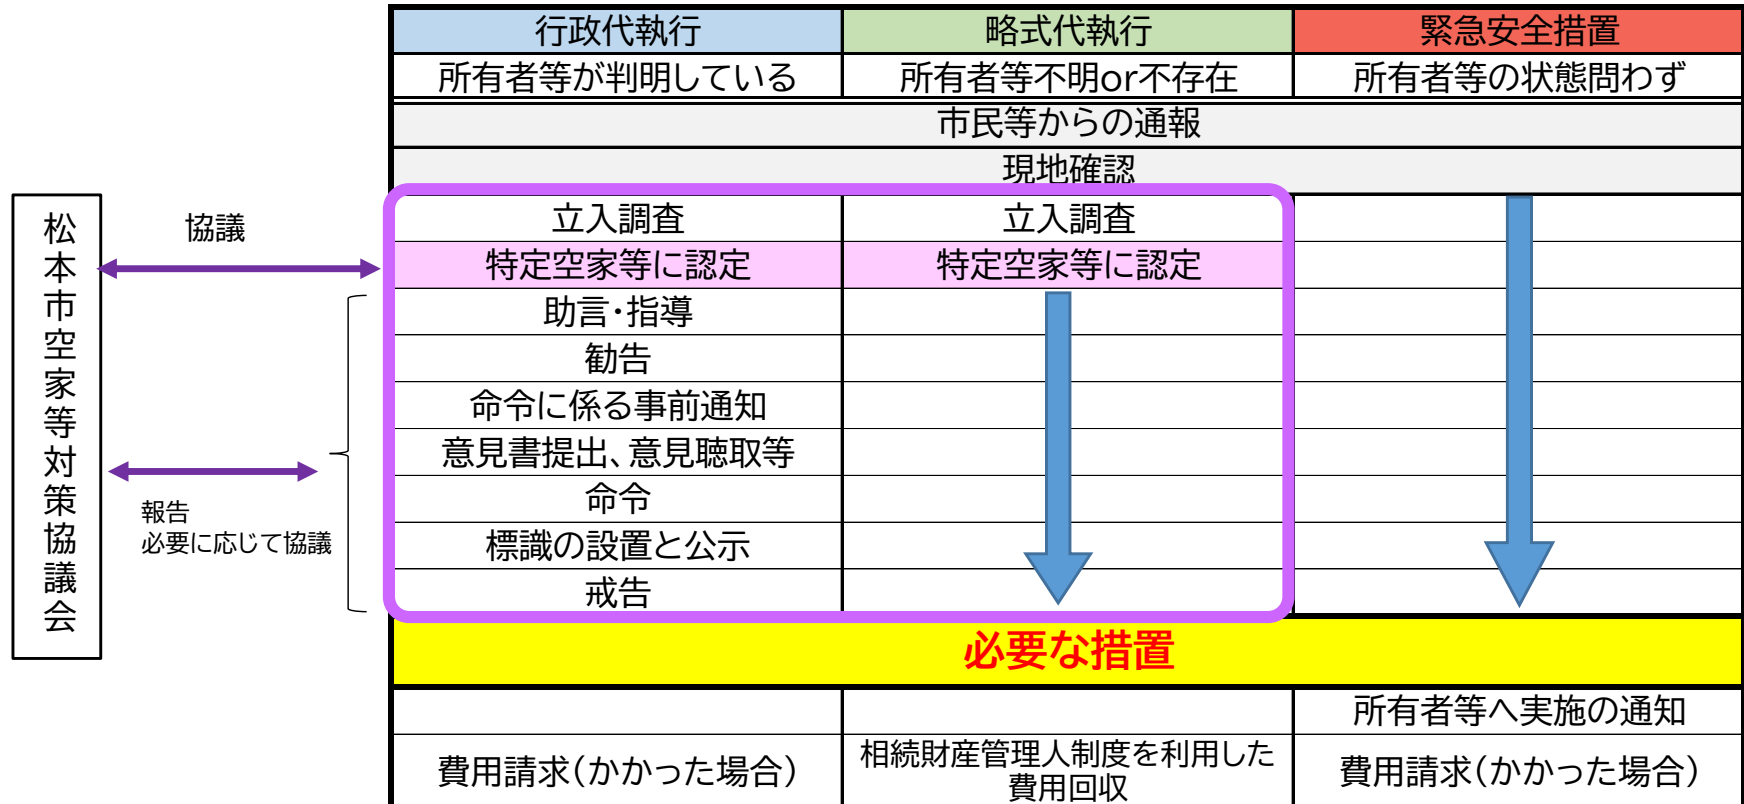 行政代執行
略式代執行
緊急安全措置
所有者等が判明している
所有者等不明or不存在
所有者等の状態問わず
市民等からの通報
現地確認
松本市空家等対策協議会
協議
立入調査
立入調査
特定空家等に認定
特定空家等に認定
助言・指導
勧告
命令に係る事前通知
意見書提出、意見聴取等
命令
報告
必要に応じて協議
標識の設置と公示
戒告
必要な措置
所有者等へ実施の通知
費用請求(かかった場合)
相続財産管理人制度を利用した
費用回収
費用請求(かかった場合)